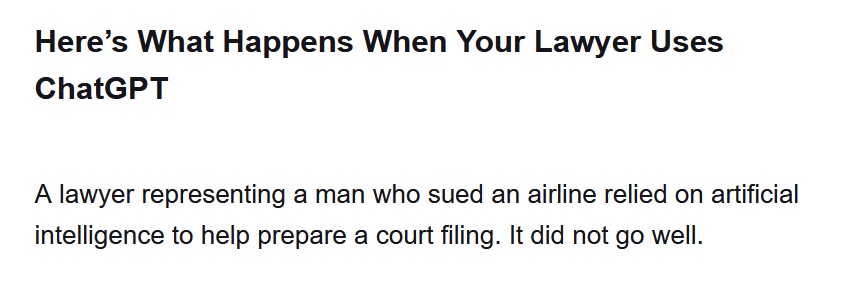 Here’s What Happens When Your Lawyer Uses
ChatGPT
A lawyer representing a man who sued an airline relied on artificial
intelligence to help prepare a court filing. It did not go well.